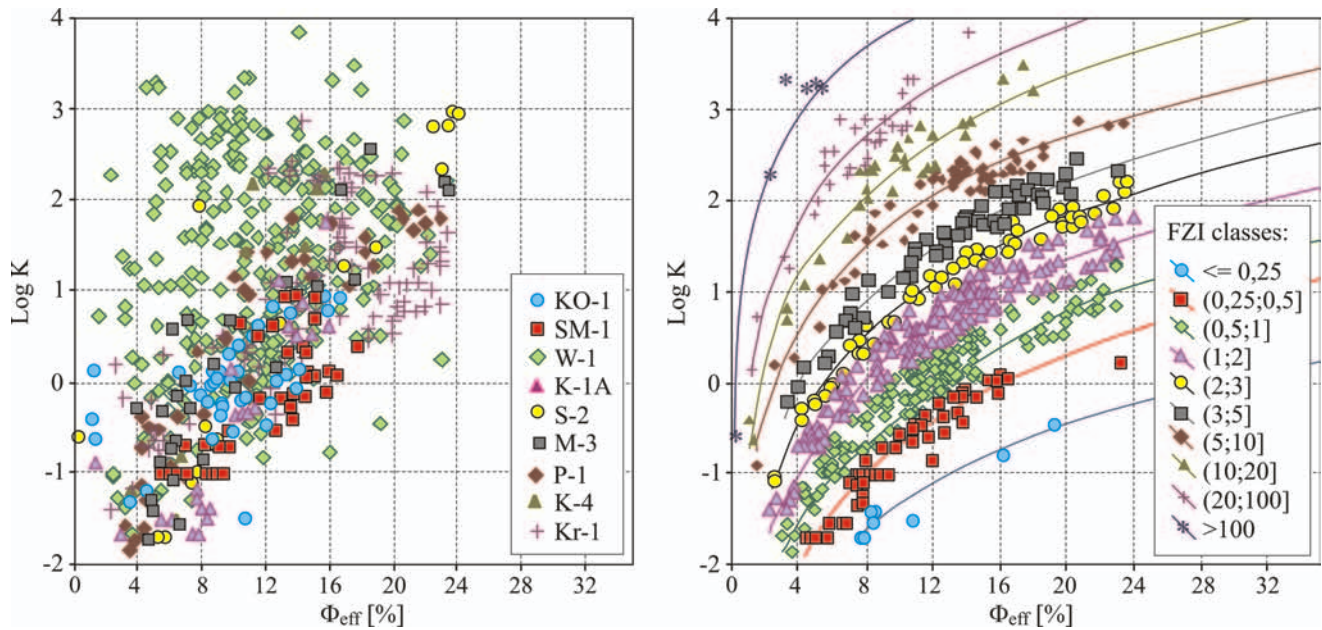 4
3
2
1
0
-1
-2
Log K
0 4 8 12 16 20 24 28 32
Φeff [%]
KO-1
SM-1
W-1
K-1A
S-2
M-3
P-1
K-4
Kr-1
4
3
2
1
0
-1
-2
Log K
0 4 8 12 16 20 24 28 32
Φeff [%]
FZI classes:
<= 0,25
(0,25;0,5]
(0,5;1]
(1;2]
(2;3]
(3;5]
(5;10]
(10;20]
(20;100]
>100